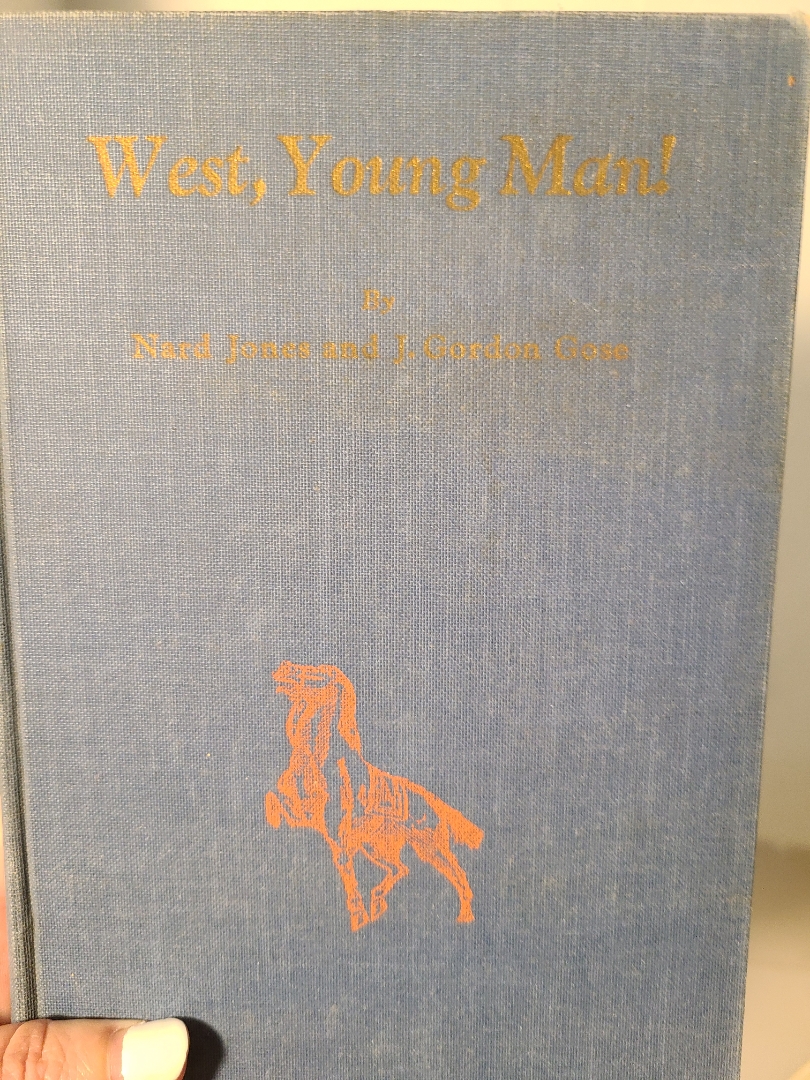 West, Young Man!
By
Nard Jones and J. Gordon Gose